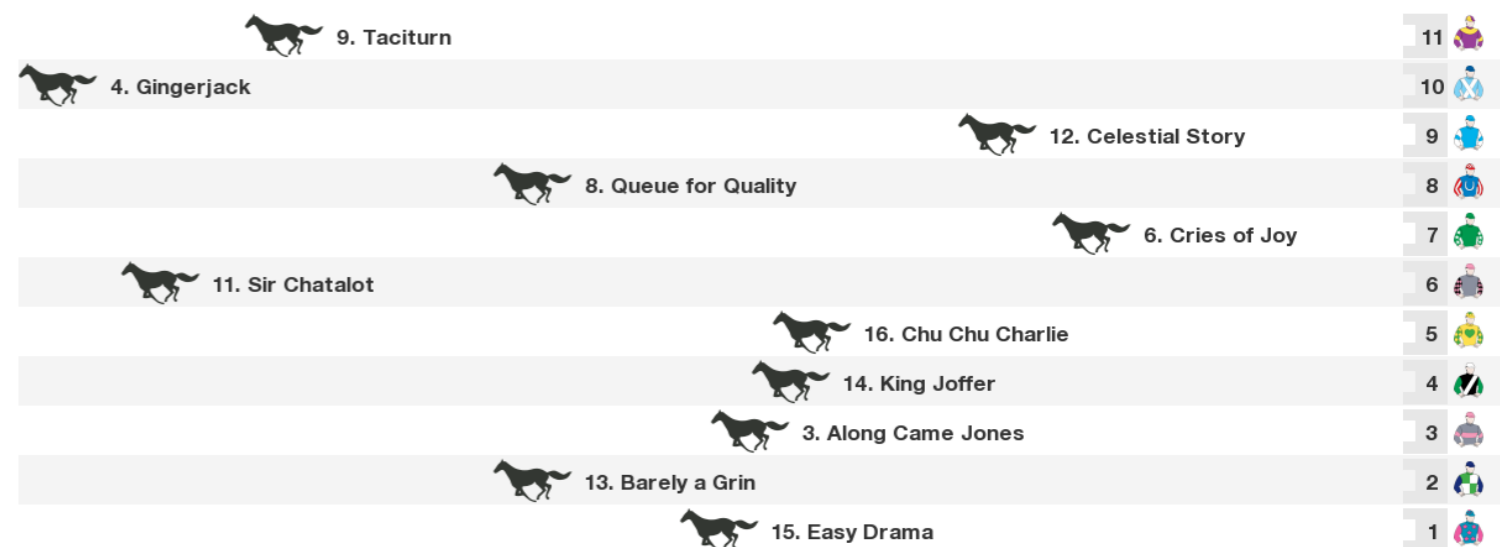 9. Taciturn 11
4. Gingerjack 10
12. Celestial Story 9
8. Queue for Quality 8
6. Cries of Joy 7
11. Sir Chatalot 6
16. Chu Chu Charlie 5
14. King Joffer 4
3. Along Came Jones 3
13. Barely a Grin 2
15. Easy Drama 1